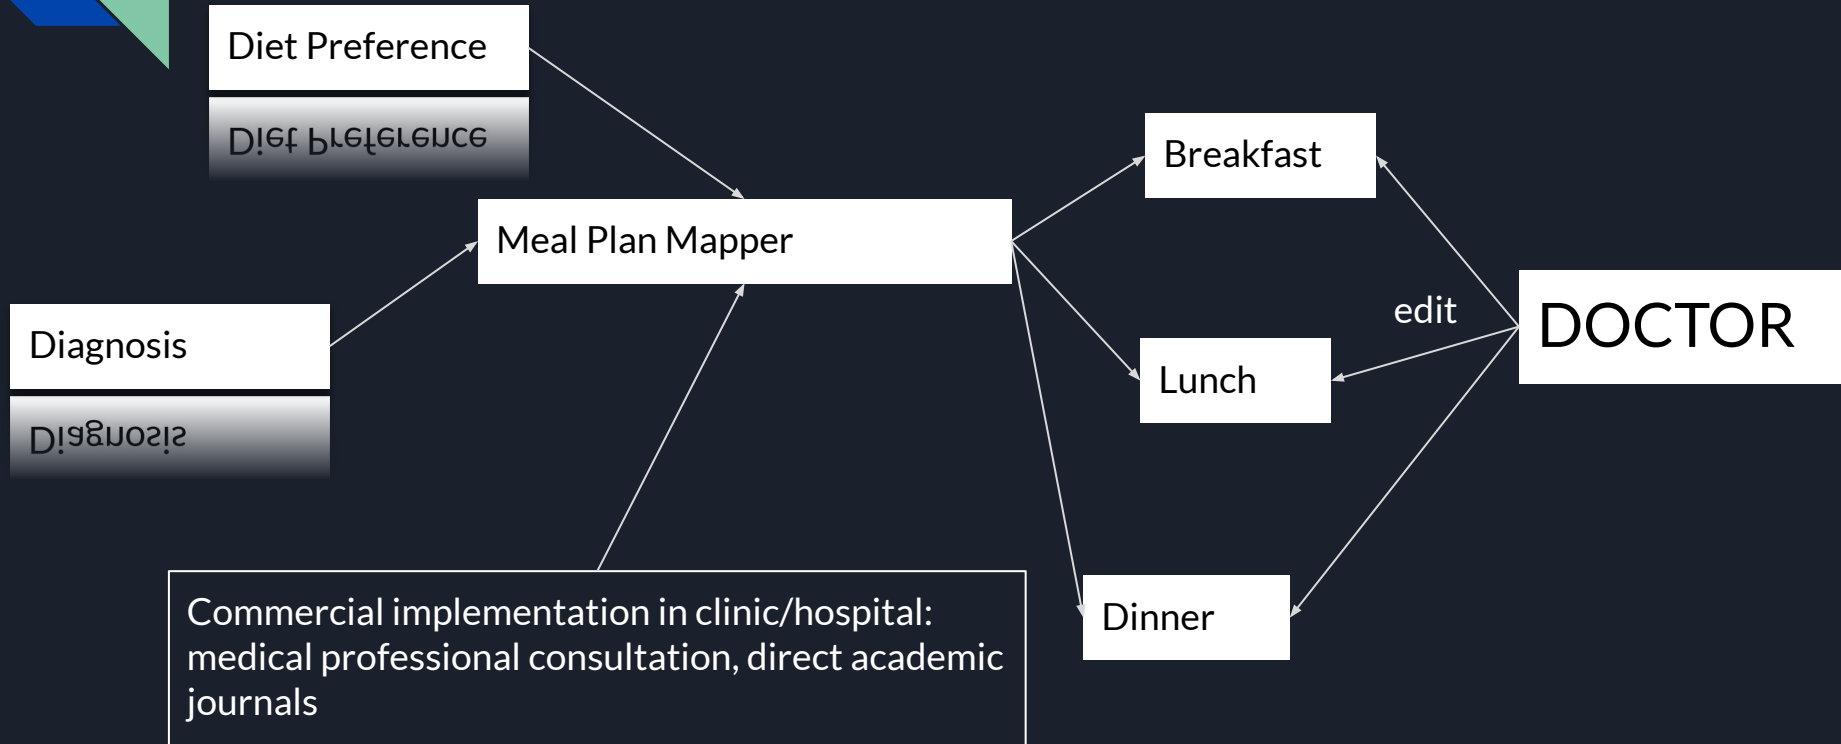 Diet Preference
Diet Preference
Breakfast
Meal Plan Mapper
edit
DOCTOR
Diagnosis
Lunch
Diagnosis
Commercial implementation in clinic/hospital:
medical professional consultation, direct academic
journals
Dinner